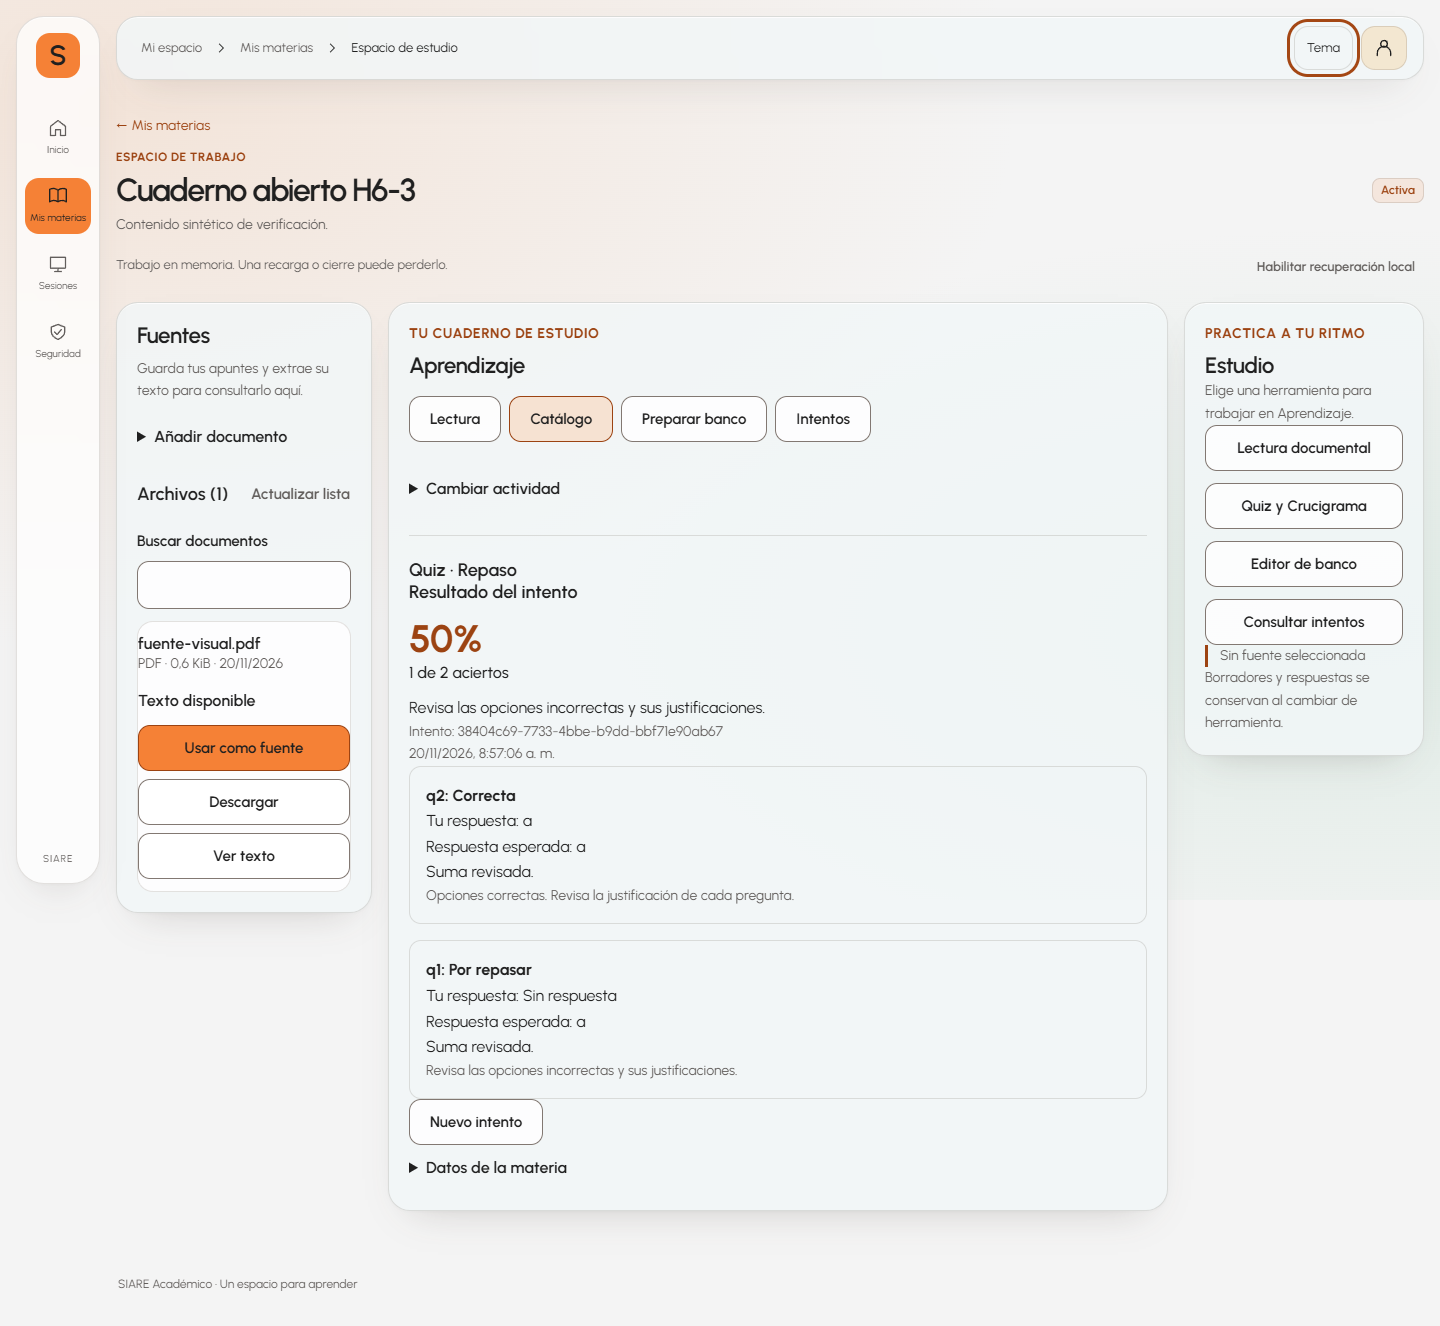 S
Inicio
Mis materias
Sesiones
Seguridad
SIARE
Mi espacio > Mis materias > Espacio de estudio
Tema
← Mis materias
ESPACIO DE TRABAJO
Cuaderno abierto H6-3
Activa
Contenido sintético de verificación.
Trabajo en memoria. Una recarga o cierre puede perderlo.
Habilitar recuperación local
Fuentes
Guarda tus apuntes y extrae su
texto para consultarlo aquí.
Añadir documento
Archivos (1)
Actualizar lista
Buscar documentos
fuente-visual.pdf
PDF · 0,6 KiB · 20/11/2026
Texto disponible
Usar como fuente
Descargar
Ver texto
TU CUADERNO DE ESTUDIO
Aprendizaje
Lectura
Catálogo
Preparar banco
Intentos
Cambiar actividad
Quiz · Repaso
Resultado del intento
50%
1 de 2 aciertos
Revisa las opciones incorrectas y sus justificaciones.
Intento: 38404c69-7733-4bbe-b9dd-bbf71e90ab67
20/11/2026, 8:57:06 a. m.
q2: Correcta
Tu respuesta: a
Respuesta esperada: a
Suma revisada.
Opciones correctas. Revisa la justificación de cada pregunta.
q1: Por repasar
Tu respuesta: Sin respuesta
Respuesta esperada: a
Suma revisada.
Revisa las opciones incorrectas y sus justificaciones.
Nuevo intento
Datos de la materia
PRACTICA A TU RITMO
Estudio
Elige una herramienta para
trabajar en Aprendizaje.
Lectura documental
Quiz y Crucigrama
Editor de banco
Consultar intentos
Sin fuente seleccionada
Borradores y respuestas se
conservan al cambiar de
herramienta.
SIARE Académico · Un espacio para aprender